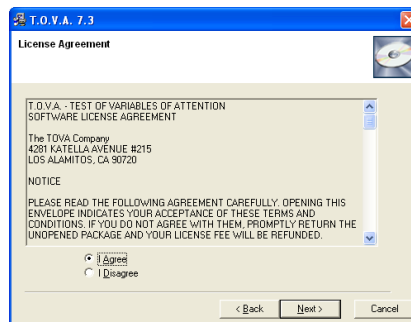 T.O.V.A. 7.3
License Agreement
T.O.V.A. - TEST OF VARIABLES OF ATTENTION
SOFTWARE LICENSE AGREEMENT
The TOVA Company
4281 KATELLA AVENUE #215
LOS ALAMITOS, CA 90720
NOTICE
PLEASE READ THE FOLLOWING AGREEMENT CAREFULLY. OPENING THIS
ENVELOPE INDICATES YOUR ACCEPTANCE OF THESE TERMS AND
CONDITIONS. IF YOU DO NOT AGREE WITH THEM, PROMPTLY RETURN THE
UNOPENED PACKAGE AND YOUR LICENSE FEE WILL BE REFUNDED.
I Agree
I Disagree
< Back Next > Cancel